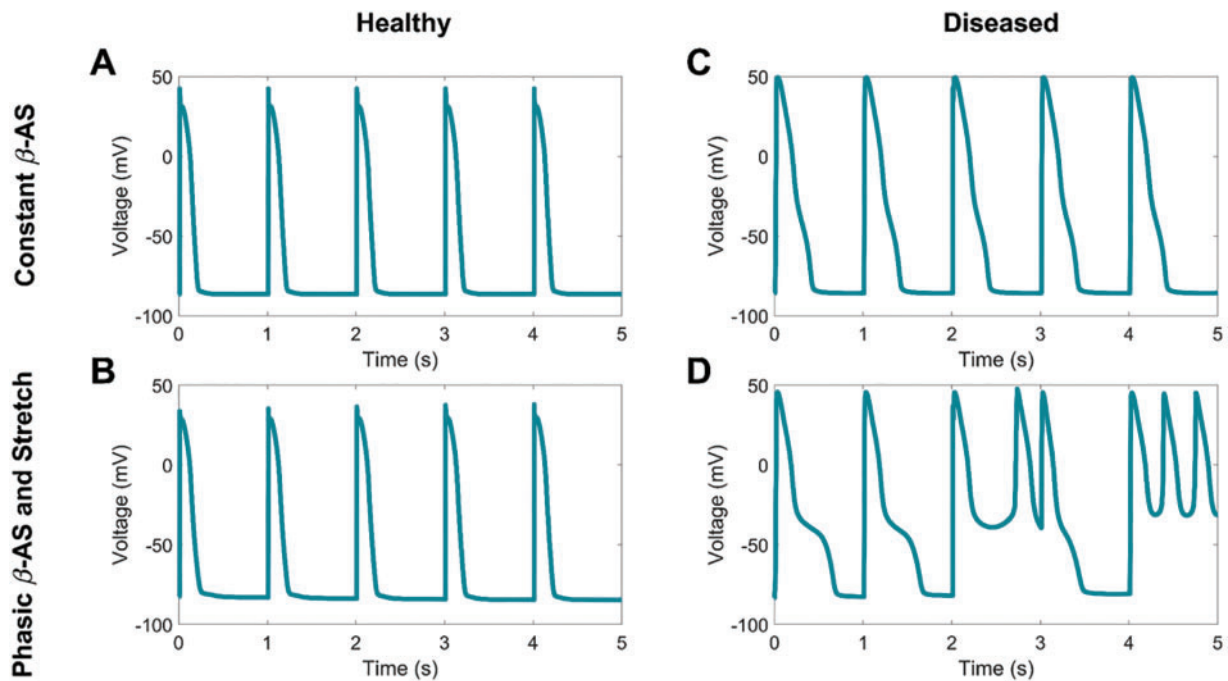 Healthy
Diseased
Constant β-AS
Phasic β-AS and Stretch
A
Voltage (mV)
50
0
-50
-100
0 1 2 3 4 5
Time (s)
C
Voltage (mV)
50
0
-50
-100
0 1 2 3 4 5
Time (s)
B
Voltage (mV)
50
0
-50
-100
0 1 2 3 4 5
Time (s)
D
Voltage (mV)
50
0
-50
-100
0 1 2 3 4 5
Time (s)